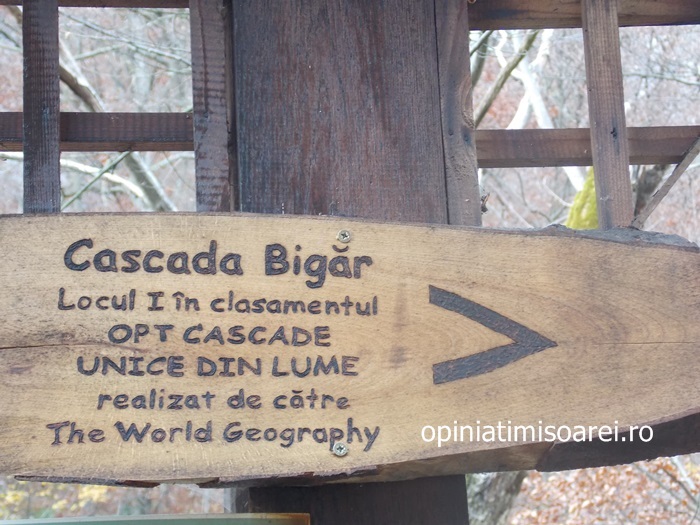 Cascada Bigăr
Locul I în clasamentul
OPT CASCADE
UNICE DIN LUME
realizat de către
The World Geography
opiniatimisoarei.ro